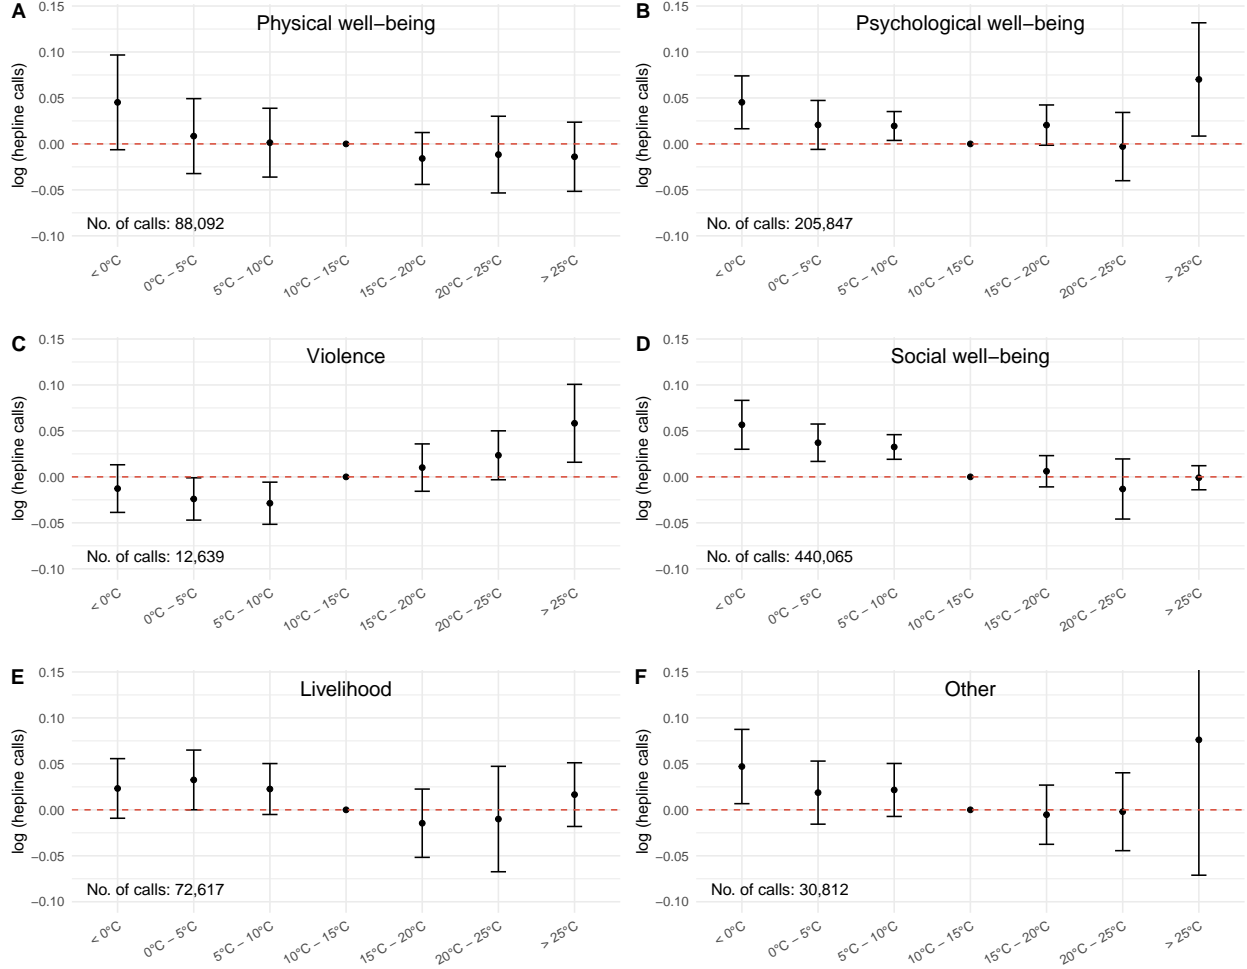 A
Physical well−being
log (hepline calls)
0.15
0.10
0.05
0.00
−0.05
−0.10
No. of calls: 88,092
< 0°C
0°C − 5°C
5°C − 10°C
10°C − 15°C
15°C − 20°C
20°C − 25°C
> 25°C
B
Psychological well−being
log (hepline calls)
0.15
0.10
0.05
0.00
−0.05
−0.10
No. of calls: 205,847
< 0°C
0°C − 5°C
5°C − 10°C
10°C − 15°C
15°C − 20°C
20°C − 25°C
> 25°C
C
Violence
log (hepline calls)
0.15
0.10
0.05
0.00
−0.05
−0.10
No. of calls: 12,639
< 0°C
0°C − 5°C
5°C − 10°C
10°C − 15°C
15°C − 20°C
20°C − 25°C
> 25°C
D
Social well−being
log (hepline calls)
0.15
0.10
0.05
0.00
−0.05
−0.10
No. of calls: 440,065
< 0°C
0°C − 5°C
5°C − 10°C
10°C − 15°C
15°C − 20°C
20°C − 25°C
> 25°C
E
Livelihood
log (hepline calls)
0.15
0.10
0.05
0.00
−0.05
−0.10
No. of calls: 72,617
< 0°C
0°C − 5°C
5°C − 10°C
10°C − 15°C
15°C − 20°C
20°C − 25°C
> 25°C
F
Other
log (hepline calls)
0.15
0.10
0.05
0.00
−0.05
−0.10
No. of calls: 30,812
< 0°C
0°C − 5°C
5°C − 10°C
10°C − 15°C
15°C − 20°C
20°C − 25°C
> 25°C